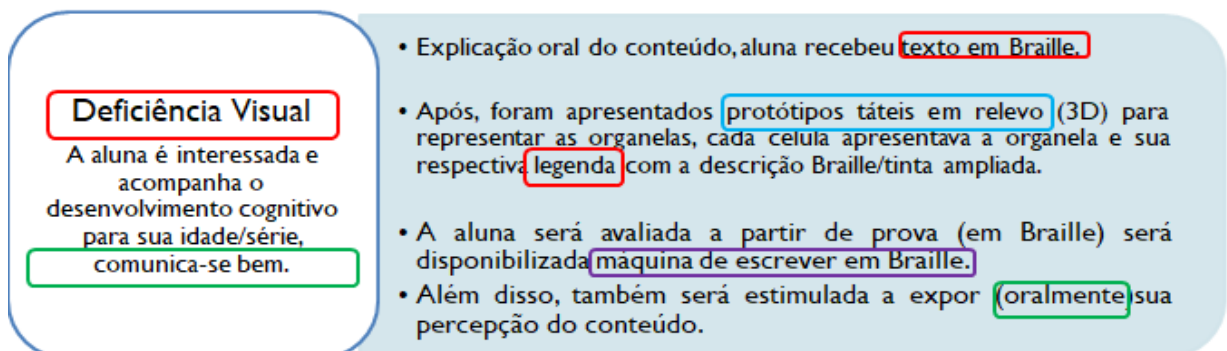 Deficiência Visual
A aluna é interessada e
acompanha o
desenvolvimento cognitivo
para sua idade/série,
comunica-se bem.
• Explicação oral do conteúdo, aluna recebeu texto em Braille.
• Após, foram apresentados protótipos táteis em relevo (3D) para
representar as organelas, cada celula apresentava a organela e sua
respectiva legenda com a descrição Braille/tinta ampliada.
• A aluna será avaliada a partir de prova (em Braille) será
disponibilizada máquina de escrever em Braille.
• Além disso, também será estimulada a expor (oralmente) sua
percepção do conteúdo.